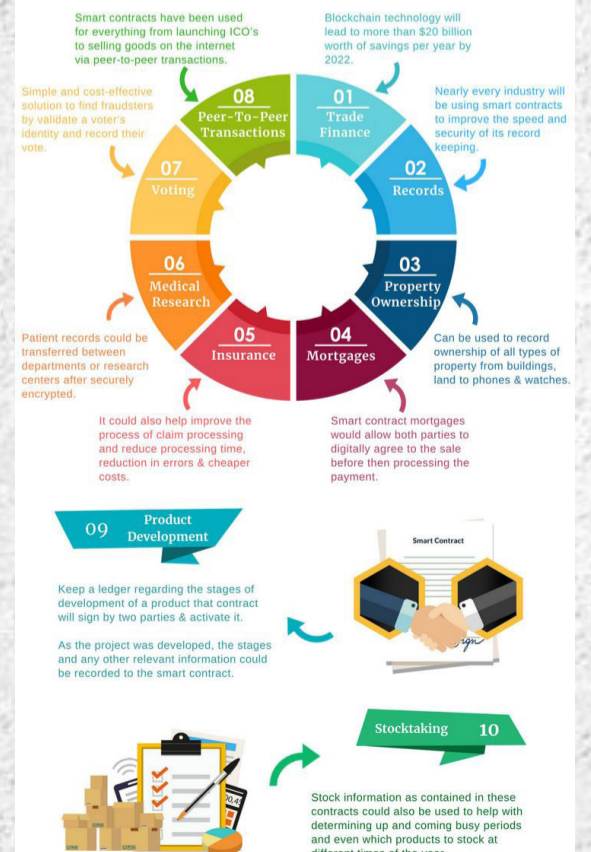 Smart contracts have been used
for everything from launching ICO's
to selling goods on the internet
via peer-to-peer transactions.
Blockchain technology will
lead to more than $20 billion
worth of savings per year by
2022.
Simple and cost-effective
solution to find fraudsters
by validate a voter's
identity and record their
vote.
Nearly every industry will
be using smart contracts
to improve the speed and
security of its record
keeping.
08
Peer-To-Peer
Transactions
01
Trade
Finance
07
Voting
02
Records
06
Medical
Research
03
Property
Ownership
05
Insurance
04
Mortgages
Patient records could be
transferred between
departments or research
centers after securely
encrypted.
Can be used to record
ownership of all types of
property from buildings,
land to phones & watches.
It could also help improve the
process of claim processing
and reduce processing time,
reduction in errors & cheaper
costs.
Smart contract mortgages
would allow both parties to
digitally agree to the sale
before then processing the
payment.
09
Product
Development
Smart Contract
Keep a ledger regarding the stages of
development of a product that contract
will sign by two parties & activate it.
As the project was developed, the stages
and any other relevant information could
be recorded to the smart contract.
Stocktaking 10
Stock information as contained in these
contracts could also be used to help with
determining up and coming busy periods
and even which products to stock at
different times of the year.